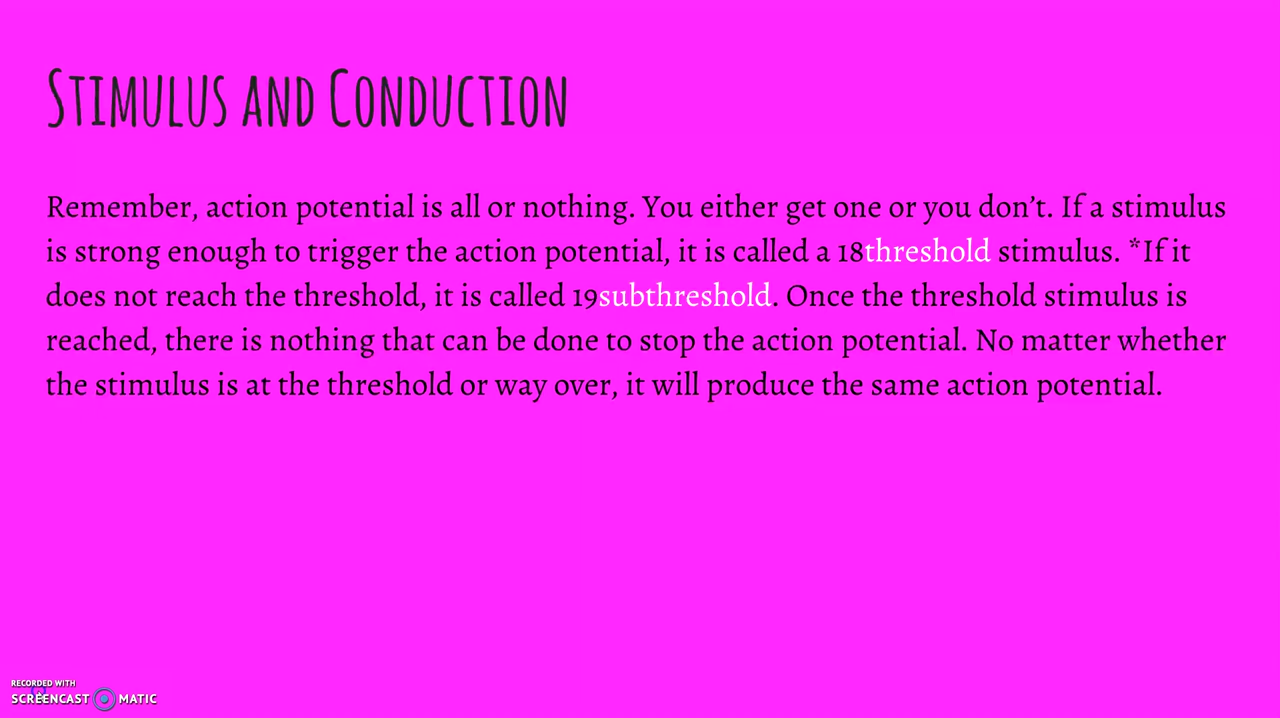 Stimulus and Conduction
Remember, action potential is all or nothing. You either get one or you don’t. If a stimulus
is strong enough to trigger the action potential, it is called a 18threshold stimulus. *If it
does not reach the threshold, it is called 19subthreshold. Once the threshold stimulus is
reached, there is nothing that can be done to stop the action potential. No matter whether
the stimulus is at the threshold or way over, it will produce the same action potential.
RECORDED WITH
SCREENCAST MATIC